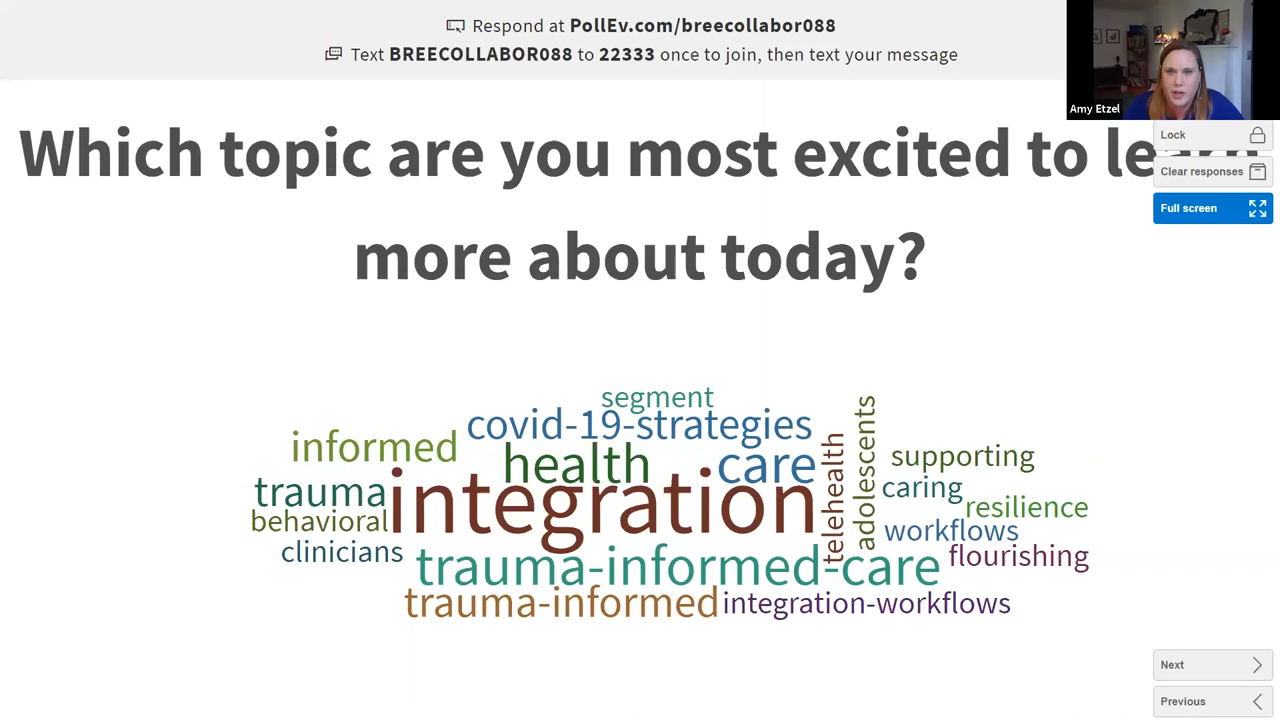 Respond at PollEv.com/breecollabor088
Text BREECOLLABOR088 to 22333 once to join, then text your message
Amy Etzel
Lock
Clear responses
Full screen
Which topic are you most excited to
more about today?
segment
covid-19-strategies
informed
health
care
telehealth
adolescents
supporting
trauma
integration
caring
resilience
behavioral
workflows
clinicians
trauma-informed-care
flourishing
trauma-informed
integration-workflows
Next
Previous